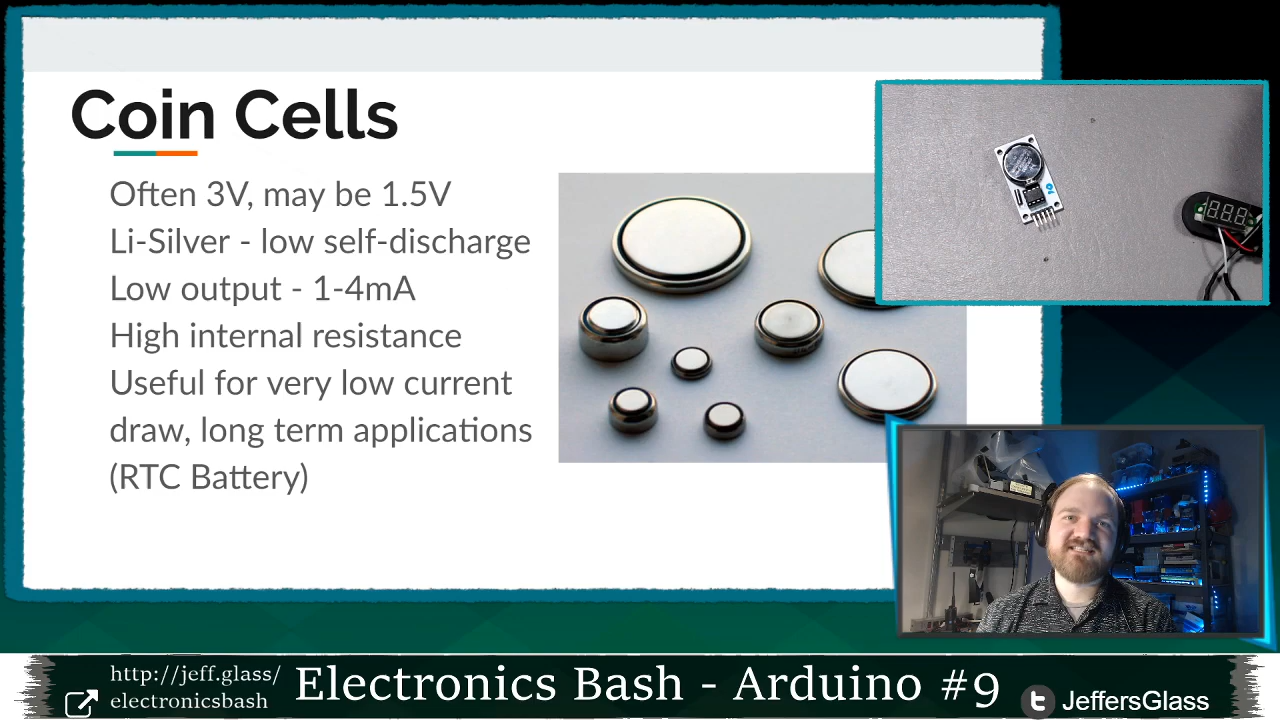 Coin Cells
Often 3V, may be 1.5V
Li-Silver - low self-discharge
Low output - 1-4mA
High internal resistance
Useful for very low current
draw, long term applications
(RTC Battery)
http://jeff.glass/
electronicsbash
Electronics Bash - Arduino #9
JeffersGlass